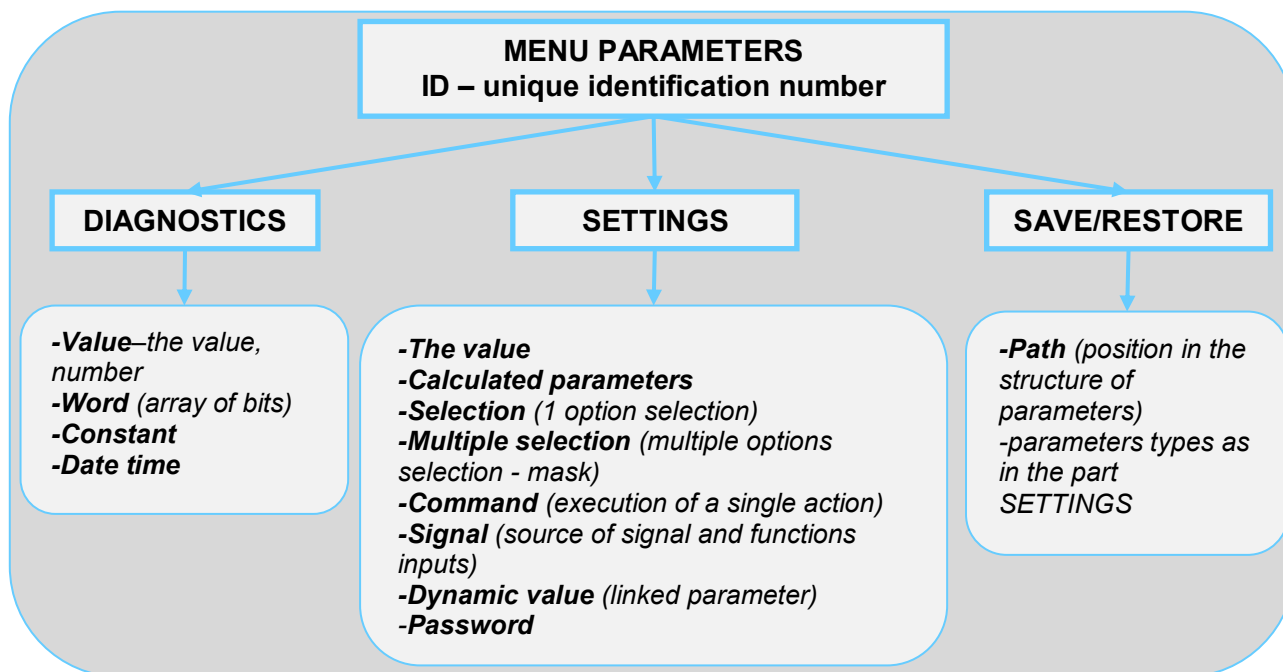 MENU PARAMETERS
ID – unique identification number
DIAGNOSTICS
SETTINGS
SAVE/RESTORE
-Value–the value,
number
-Word (array of bits)
-Constant
-Date time
-The value
-Calculated parameters
-Selection (1 option selection)
-Multiple selection (multiple options
selection - mask)
-Command (execution of a single action)
-Signal (source of signal and functions
inputs)
-Dynamic value (linked parameter)
-Password
-Path (position in the
structure of
parameters)
-parameters types as
in the part
SETTINGS